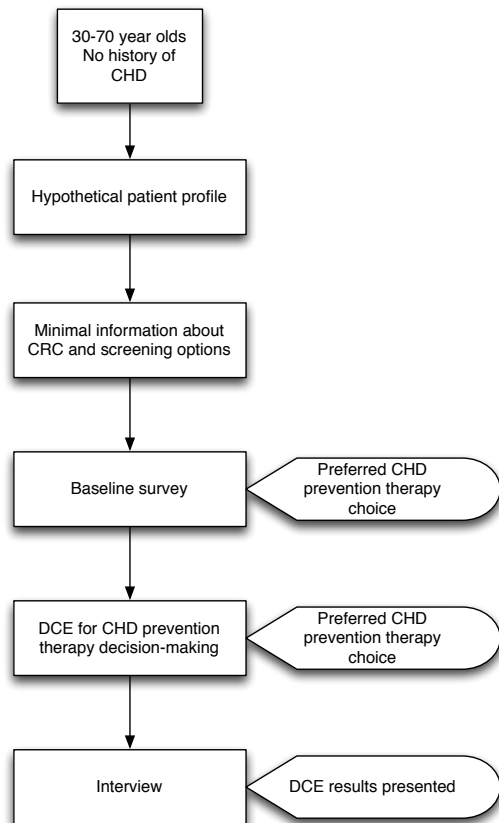 30-70 year olds
No history of
CHD
Hypothetical patient profile
Minimal information about
CRC and screening options
Baseline survey
Preferred CHD
prevention therapy
choice
DCE for CHD prevention
therapy decision-making
Preferred CHD
prevention therapy
choice
Interview
DCE results presented